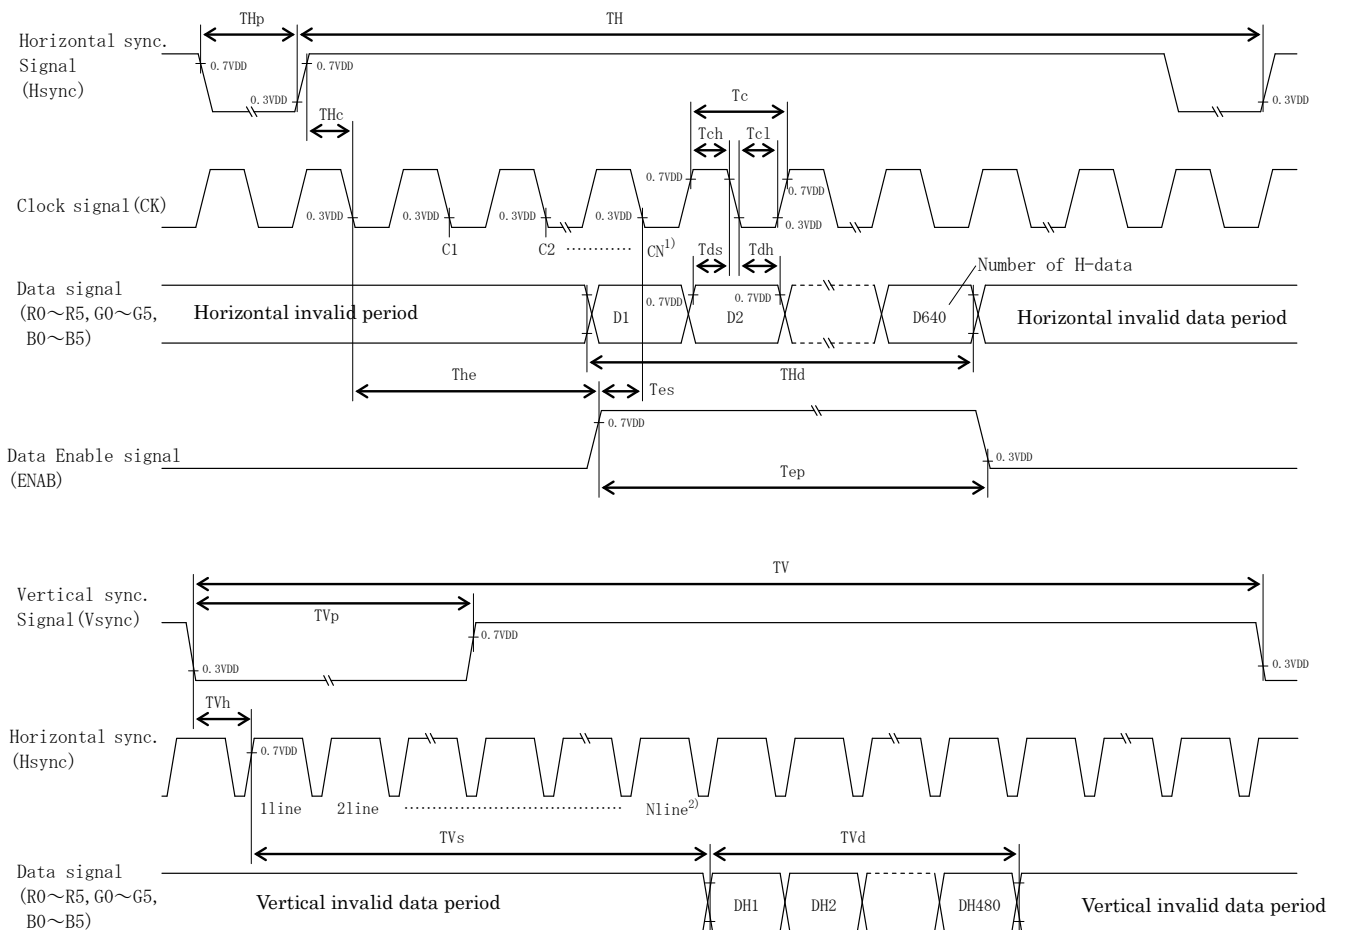 THp
TH
Horizontal sync.
Signal
(Hsync)
0.7VDD
0.7VDD
0.3VDD
0.3VDD
THc
Tc
Tch
Tcl
Clock signal(CK)
0.3VDD
0.3VDD
0.3VDD
0.3VDD
0.7VDD
0.7VDD
0.3VDD
C1
C2 ············ CN1)
Tds
Tdh
Number of H-data
Data signal
(R0～R5,G0～G5,
B0～B5)
Horizontal invalid period
D1
0.7VDD
D2
0.7VDD
D640
Horizontal invalid data period
The
Tes
THd
0.7VDD
Data Enable signal
(ENAB)
0.3VDD
Tep
TV
Vertical sync.
Signal(Vsync)
TVp
0.7VDD
0.3VDD
0.3VDD
TVh
Horizontal sync.
(Hsync)
0.7VDD
1line
2line ········································ Nline2)
TVs
TVd
Data signal
(R0～R5,G0～G5,
B0～B5)
Vertical invalid data period
DH1
DH2
DH480
Vertical invalid data period